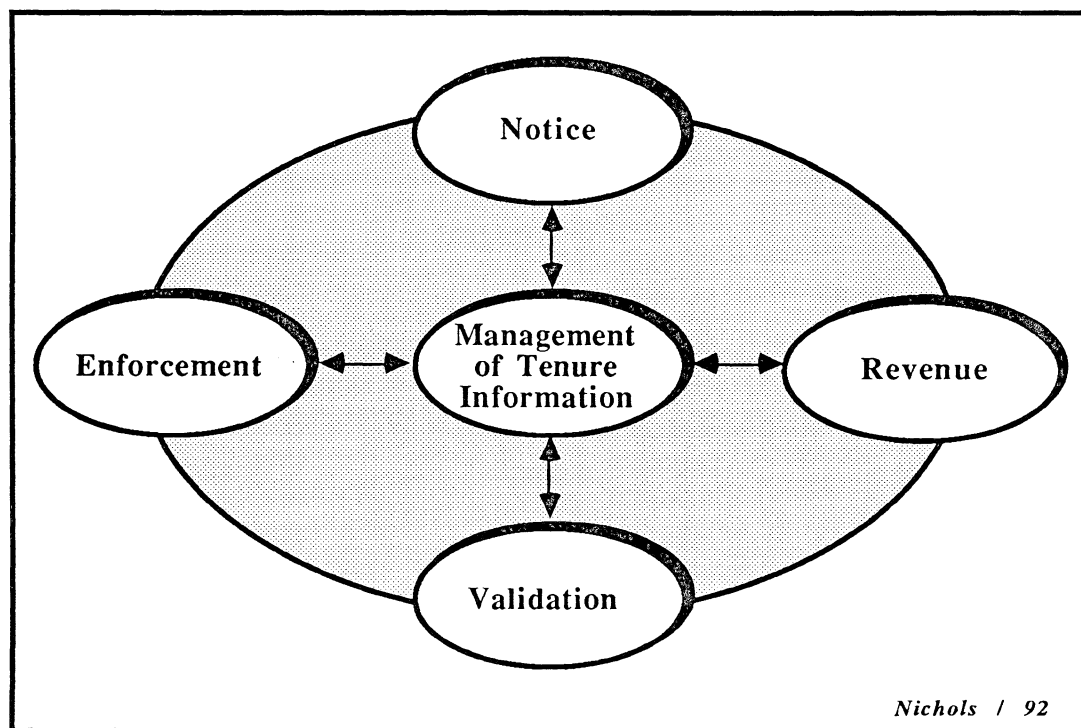 Notice
Enforcement
Management
of Tenure
Information
Revenue
Validation
Nichols / 92